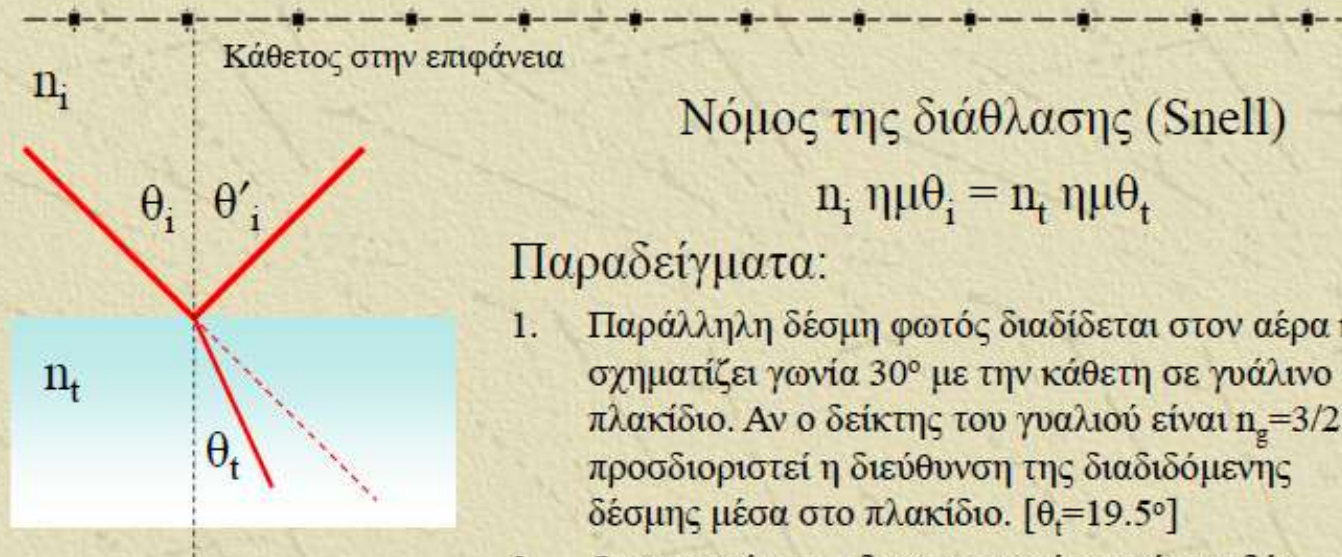 Κάθετος στην επιφάνεια
n_i
θ_i θ′_i
n_t
θ_t
Νόμος της διάθλασης (Snell)
n_i ημθ_i = n_t ημθ_t
Παραδείγματα:
1. Παράλληλη δέσμη φωτός διαδίδεται στον αέρα
σχηματίζει γωνία 30° με την κάθετη σε γυάλινο
πλακίδιο. Αν ο δείκτης του γυαλιού είναι n_g=3/2
προσδιοριστεί η διεύθυνση της διαδιδόμενης
δέσμης μέσα στο πλακίδιο. [θ_t=19.5°]